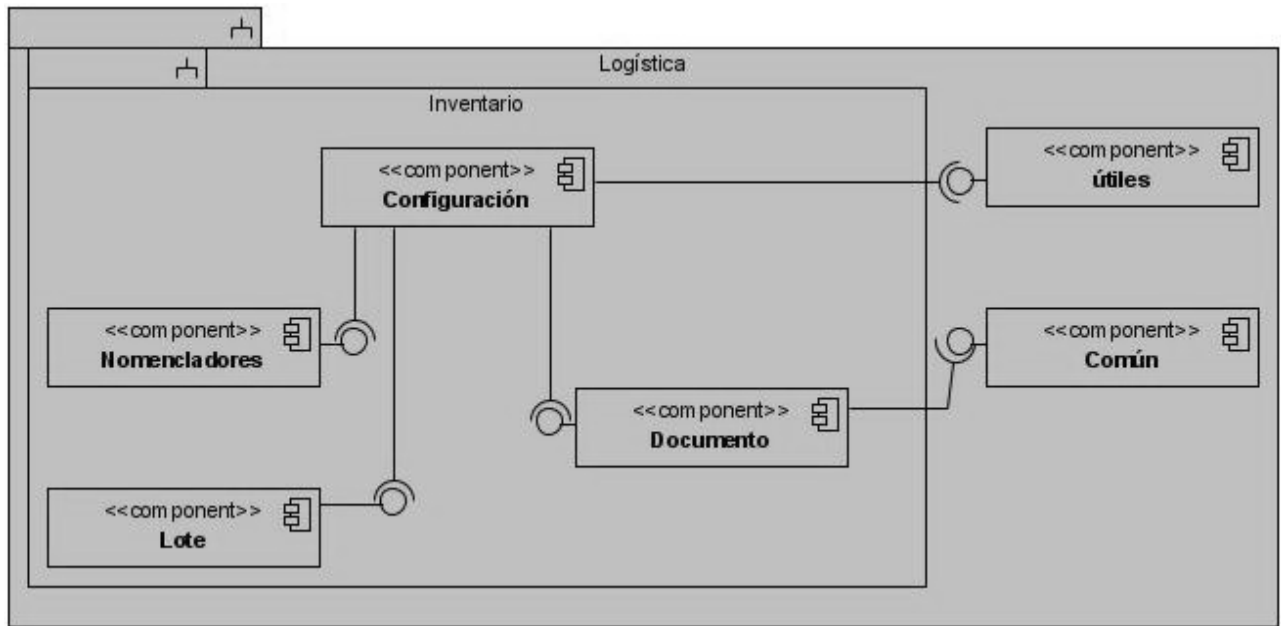 Logística
Inventario
<<component>>
Configuración
<<component>>
útiles
<<component>>
Nomencladores
<<component>>
Común
<<component>>
Documento
<<component>>
Lote